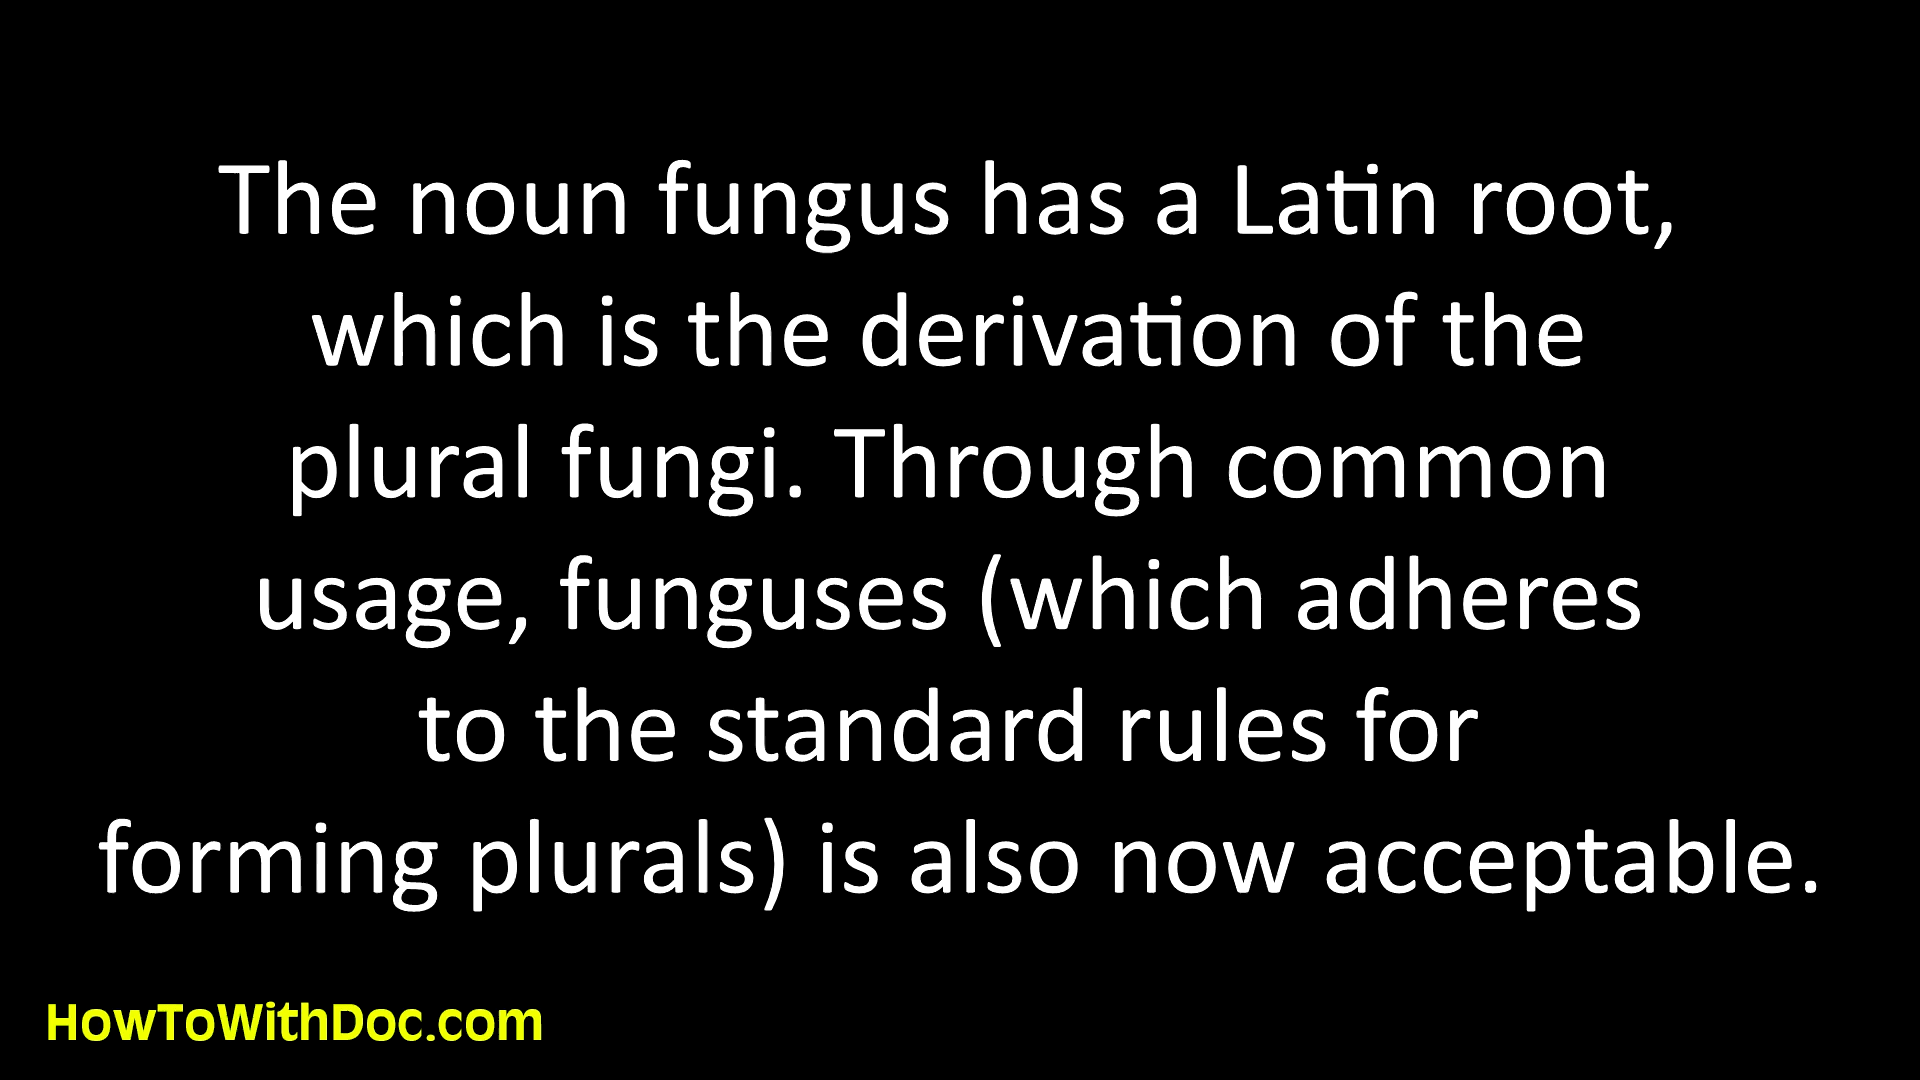 The noun fungus has a Latin root,
which is the derivation of the
plural fungi. Through common
usage, funguses (which adheres
to the standard rules for
forming plurals) is also now acceptable.
HowToWithDoc.com